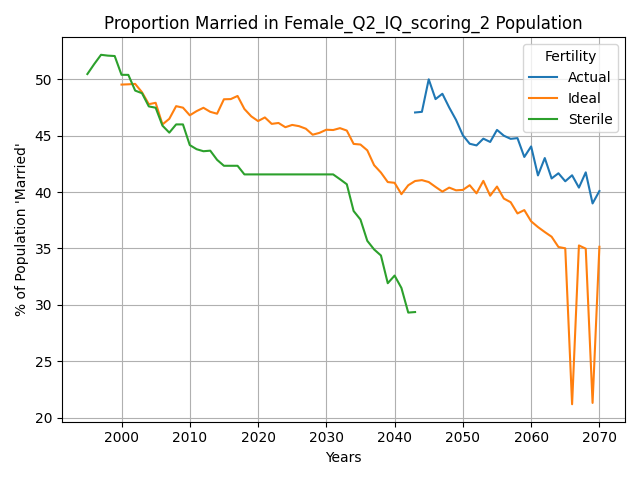 Proportion Married in Female_Q2_IQ_scoring_2 Population
Fertility
Actual
Ideal
Sterile
% of Population 'Married'
50
45
40
35
30
25
20
2000
2010
2020
2030
2040
2050
2060
2070
Years